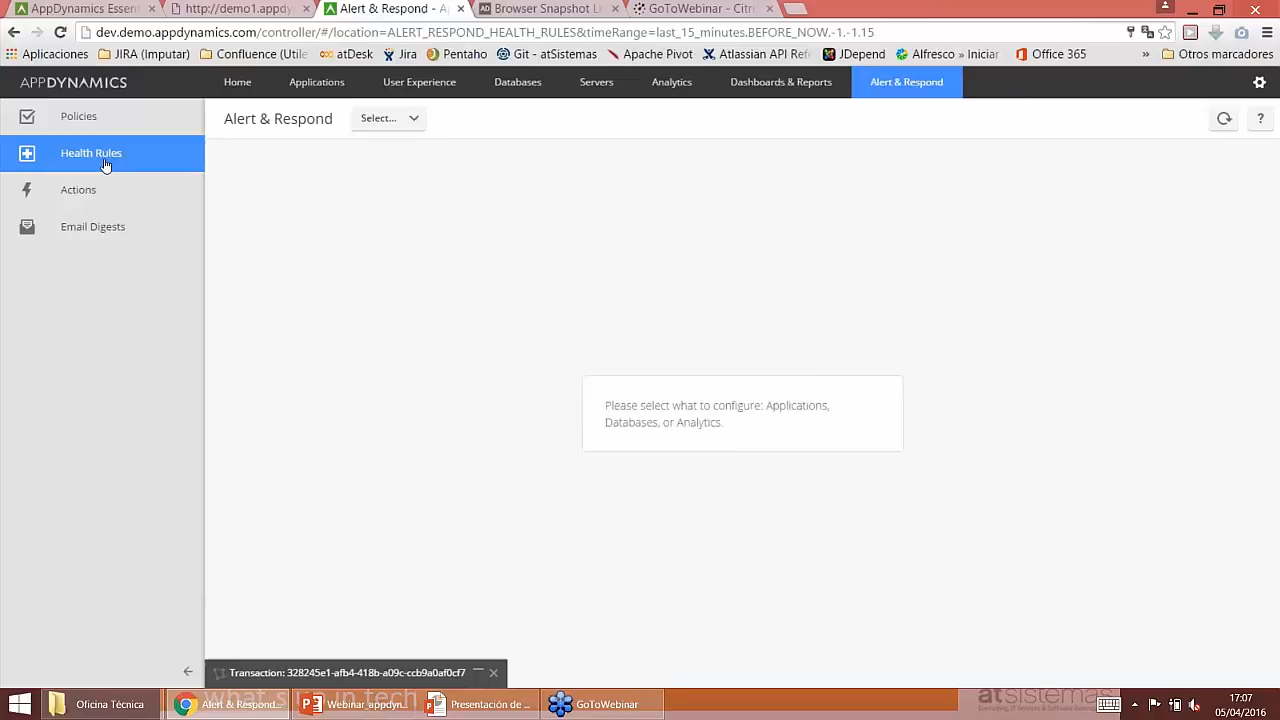 AppDynamics Essen
http://demo1.appdy
Alert & Respond - A
Browser Snapshot Li
GoToWebinar - Citr
dev.demo.appdynamics.com/controller/#/location=ALERT_RESPOND_HEALTH_RULES&timeRange=last_15_minutes.BEFORE_NOW.-1.-1.15
Aplicaciones JIRA (Imputar) Confluence (Utile atDesk Jira Pentaho Git - atSistemas Apache Pivot Atlassian API Ref JDepend Alfresco » Iniciar Office 365 » Otros marcadores
APPDYNAMICS Home Applications User Experience Databases Servers Analytics Dashboards & Reports Alert & Respond
Policies
Health Rules
Actions
Email Digests
Alert & Respond Select... ?
Please select what to configure: Applications,
Databases, or Analytics.
Transaction: 328245e1-afb4-418b-a09c-ccb9a0af0cf7
Oficina Técnica Alert & Respond... Webinar_appdyn... Presentación de ... GoToWebinar
atsistemas
17:07
05/04/2016